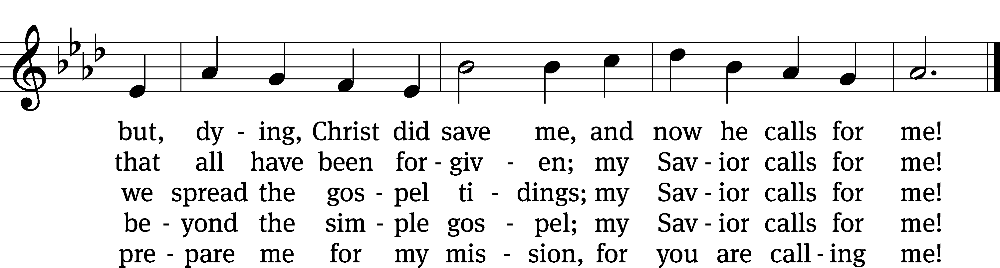 but, dy - ing, Christ did save me, and now he calls for me!
that all have been for - giv - en; my Sav - ior calls for me!
we spread the gos - pel ti - dings; my Sav - ior calls for me!
be - yond the sim - ple gos - pel; my Sav - ior calls for me!
pre - pare me for my mis - sion, for you are call - ing me!